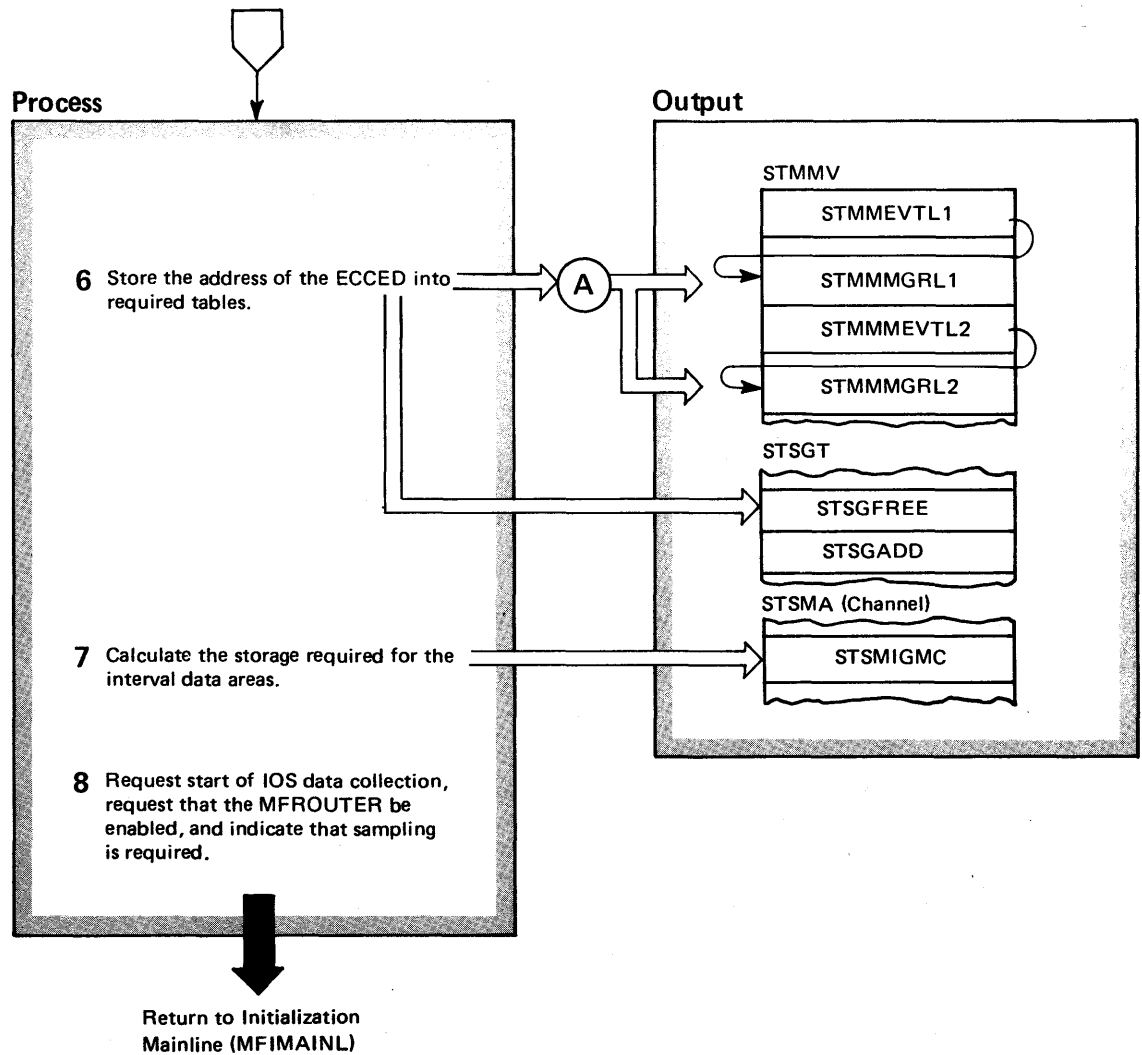 Process
Output
6 Store the address of the ECCED into
required tables.
A
STMMV
STMMEVTL1
STMMMGRL1
STMMMEVTL2
STMMMGRL2
STSGT
STSGFREE
STSGADD
STSMA (Channel)
7 Calculate the storage required for the
interval data areas.
STSMIGMC
8 Request start of IOS data collection,
request that the MFROUTER be
enabled, and indicate that sampling
is required.
Return to Initialization
Mainline (MFIMAINL)